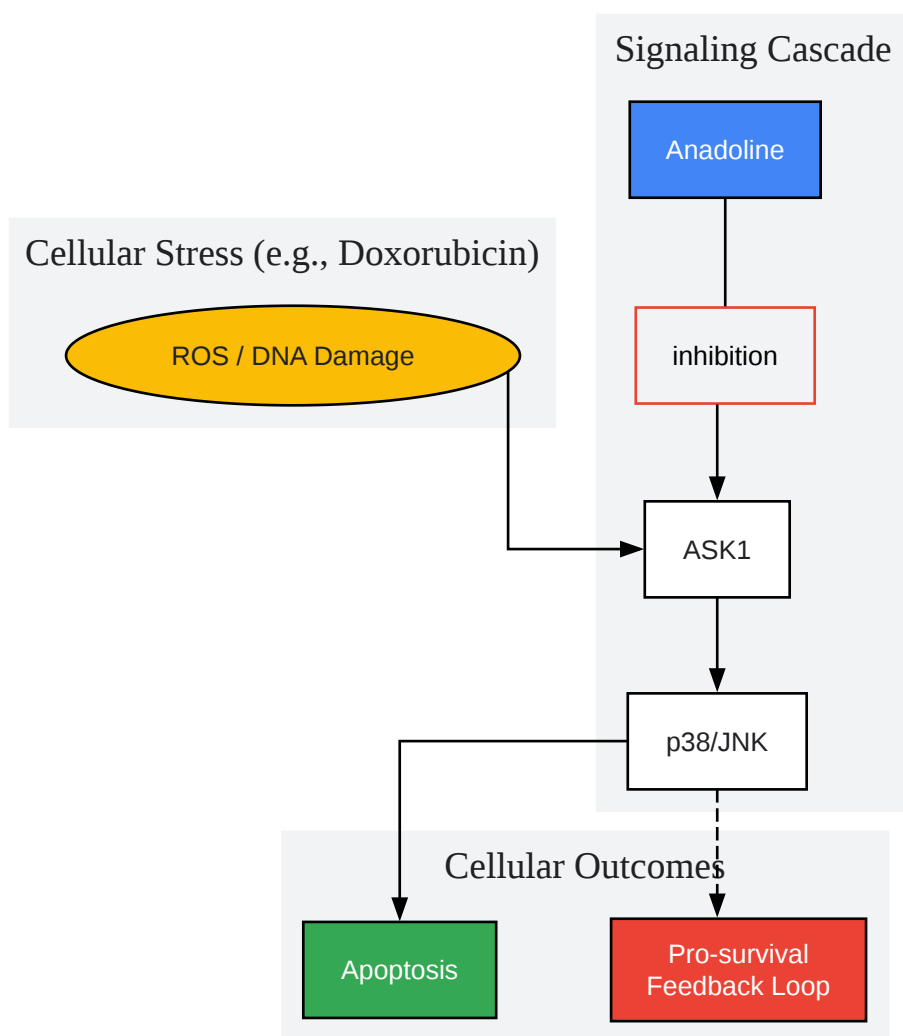 Signaling Cascade
Anadoline
Cellular Stress (e.g., Doxorubicin)
ROS / DNA Damage
inhibition
ASK1
p38/JNK
Cellular Outcomes
Apoptosis
Pro-survival
Feedback Loop